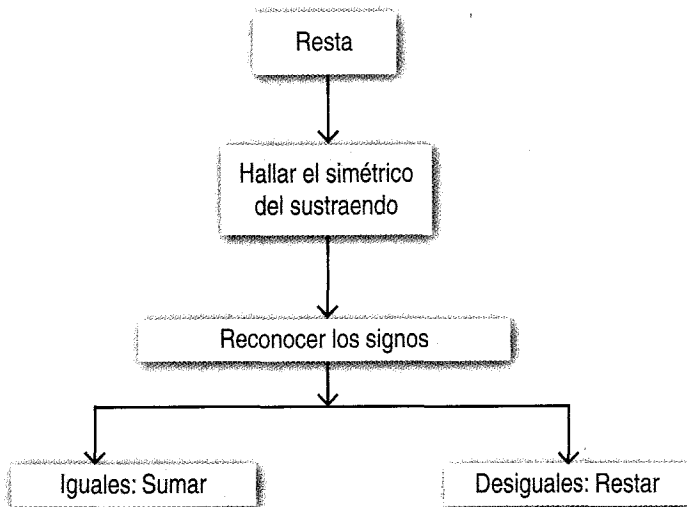 Resta
Hallar el simétrico
del sustraendo
Reconocer los signos
Iguales: Sumar
Desiguales: Restar